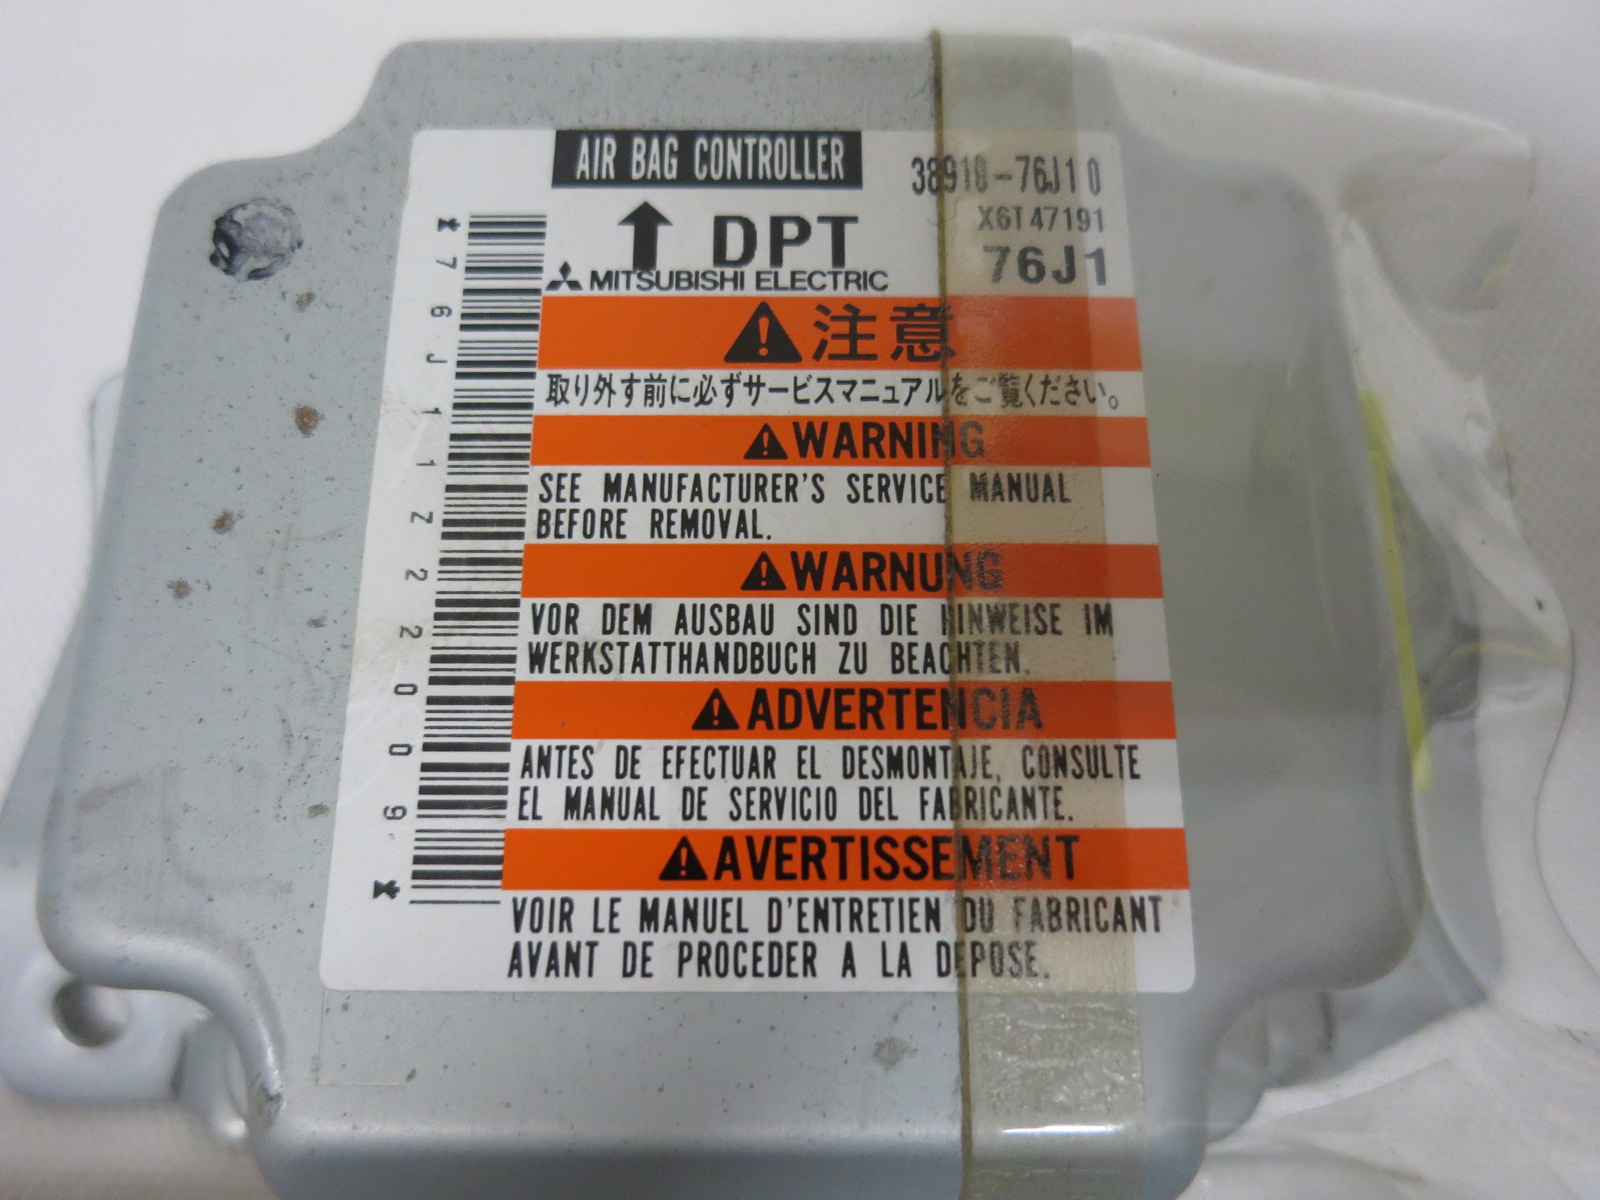 AIR BAG CONTROLLER
38910-76J10
X6T47191
DPT
76J1
MITSUBISHI ELECTRIC
*76J11Z220009*
注意
取り外す前に必ずサービスマニュアルをご覧ください。
WARNING
SEE MANUFACTURER'S SERVICE MANUAL
BEFORE REMOVAL.
WARNUNG
VOR DEM AUSBAU SIND DIE HINWEISE IM
WERKSTATTHANDBUCH ZU BEACHTEN.
ADVERTENCIA
ANTES DE EFECTUAR EL DESMONTAJE, CONSULTE
EL MANUAL DE SERVICIO DEL FABRICANTE.
AVERTISSEMENT
VOIR LE MANUEL D'ENTRETIEN DU FABRICANT
AVANT DE PROCEDER A LA DEPOSE.